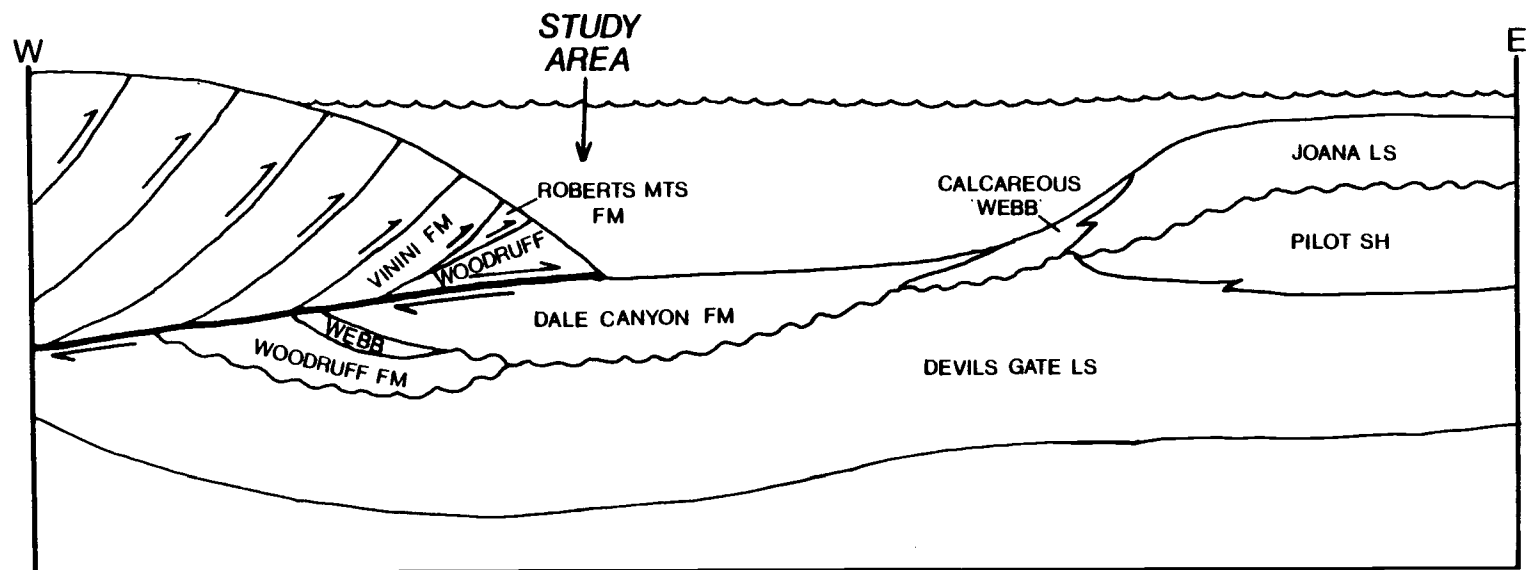 STUDY
AREA
W
E
JOANA LS
ROBERTS MTS
FM
CALCAREOUS
'WEBB'
VININI FM
WOODRUFF
PILOT SH
DALE CANYON FM
WEBB
WOODRUFF FM
DEVILS GATE LS